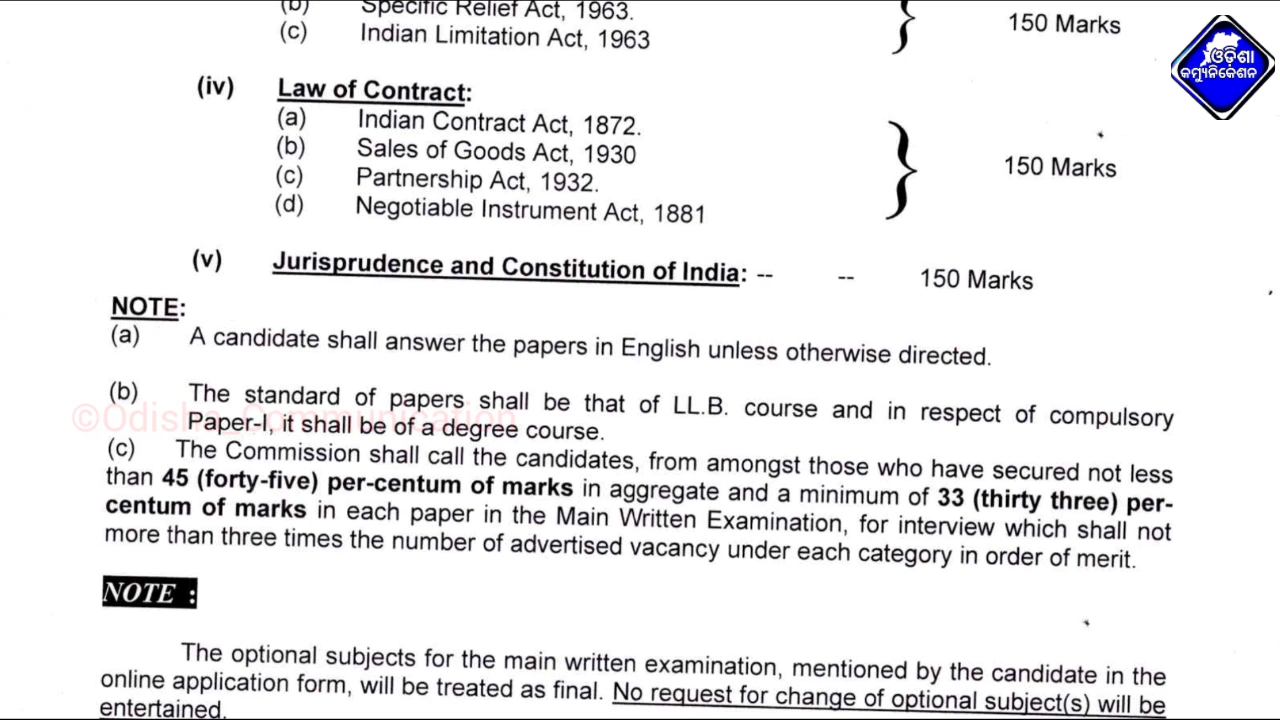 (b) Specific Relief Act, 1963.
(c) Indian Limitation Act, 1963
150 Marks
ଓଡ଼ିଶା
କମ୍ୟୁନିକେଶନ
(iv) Law of Contract:
(a) Indian Contract Act, 1872.
(b) Sales of Goods Act, 1930
(c) Partnership Act, 1932.
(d) Negotiable Instrument Act, 1881
150 Marks
(v) Jurisprudence and Constitution of India: -- -- 150 Marks
NOTE:
(a) A candidate shall answer the papers in English unless otherwise directed.
(b) The standard of papers shall be that of LL.B. course and in respect of compulsory
Paper-I, it shall be of a degree course.
©Odisha_Communication
(c) The Commission shall call the candidates, from amongst those who have secured not less
than 45 (forty-five) per-centum of marks in aggregate and a minimum of 33 (thirty three) per-
centum of marks in each paper in the Main Written Examination, for interview which shall not
more than three times the number of advertised vacancy under each category in order of merit.
NOTE :
The optional subjects for the main written examination, mentioned by the candidate in the
online application form, will be treated as final. No request for change of optional subject(s) will be
entertained.